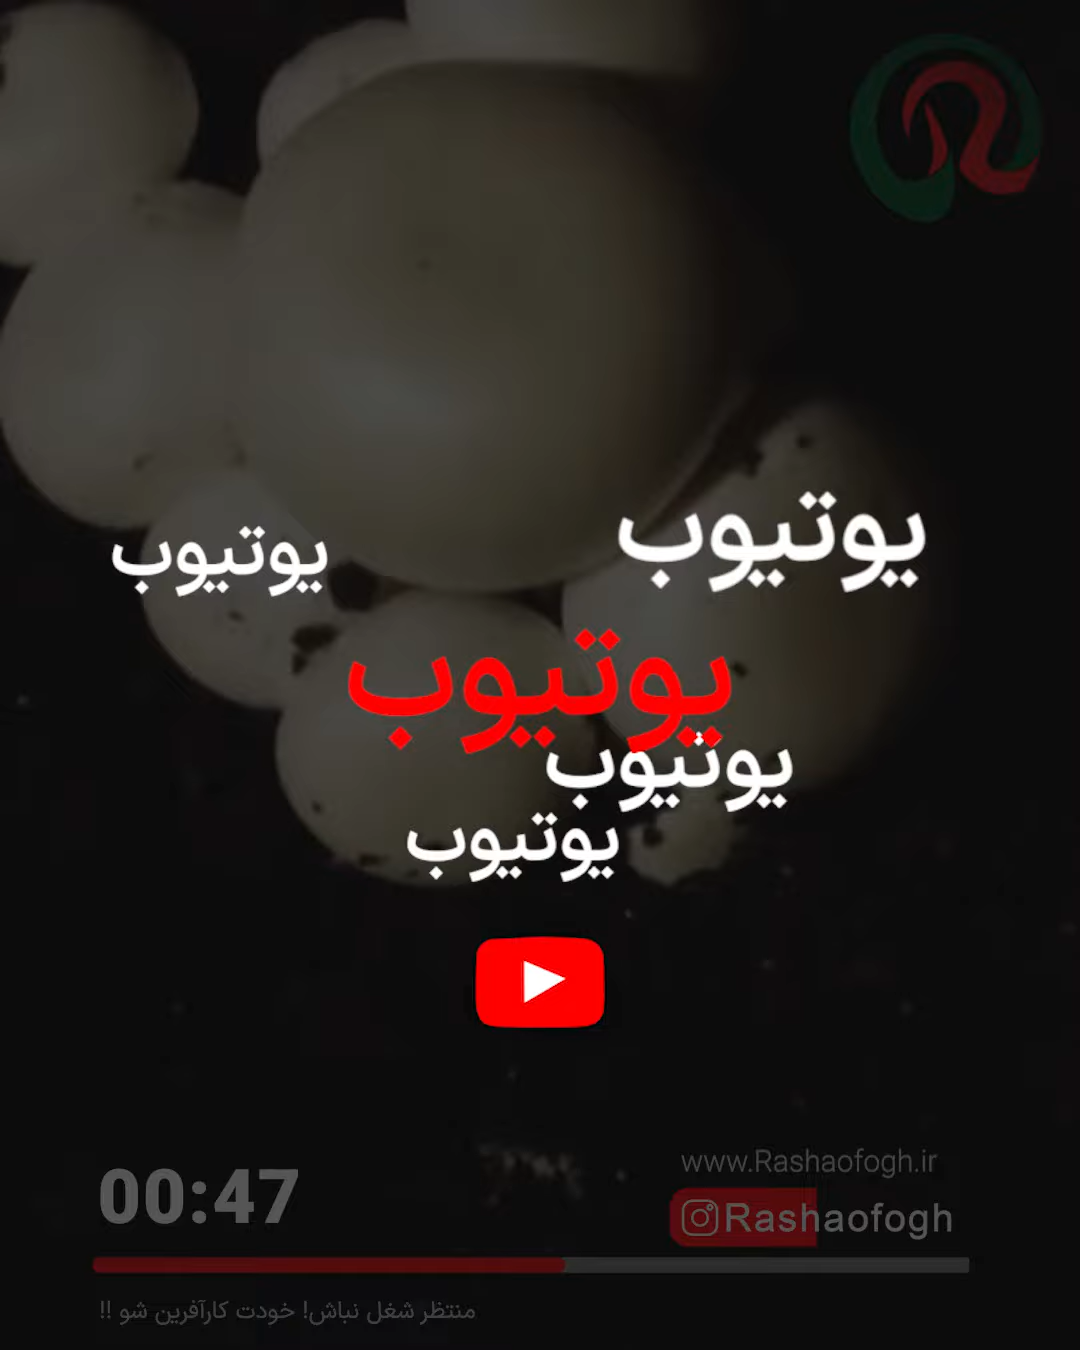 یوتیوب
یوتیوب
یوتیوب
یوتیوب
یوتیوب
www.Rashaofogh.ir
00:47
Rashaofogh
منتظر شغل نباش! خودت کارآفرین شو !!